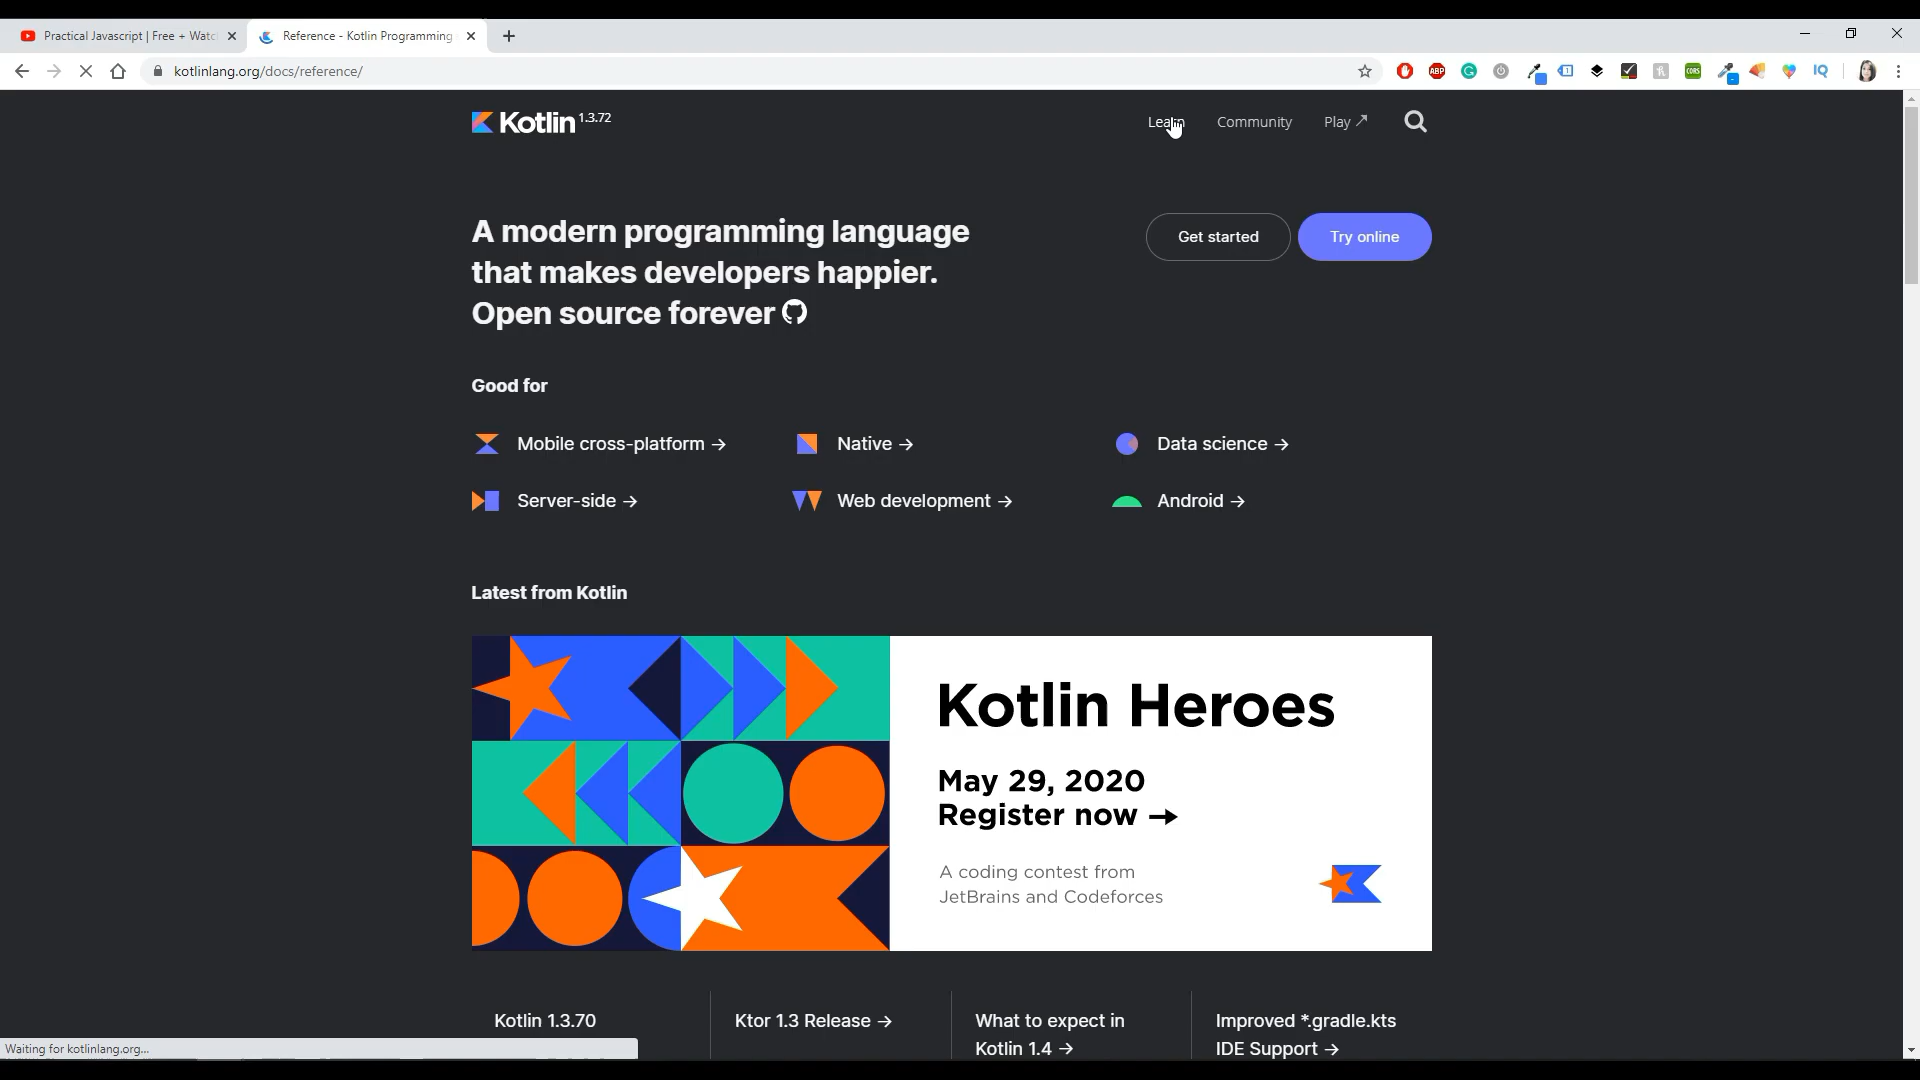 Practical Javascript | Free + Watc
Reference - Kotlin Programming
kotlinlang.org/docs/reference/
ABP
CORS
IQ
Kotlin 1.3.72
Learn
Community
Play ↗
A modern programming language
that makes developers happier.
Open source forever
Get started
Try online
Good for
Mobile cross-platform →
Native →
Data science →
Server-side →
Web development →
Android →
Latest from Kotlin
Kotlin Heroes
May 29, 2020
Register now →
A coding contest from
JetBrains and Codeforces
Kotlin 1.3.70
Ktor 1.3 Release →
What to expect in
Kotlin 1.4 →
Improved *.gradle.kts
IDE Support →
Waiting for kotlinlang.org...